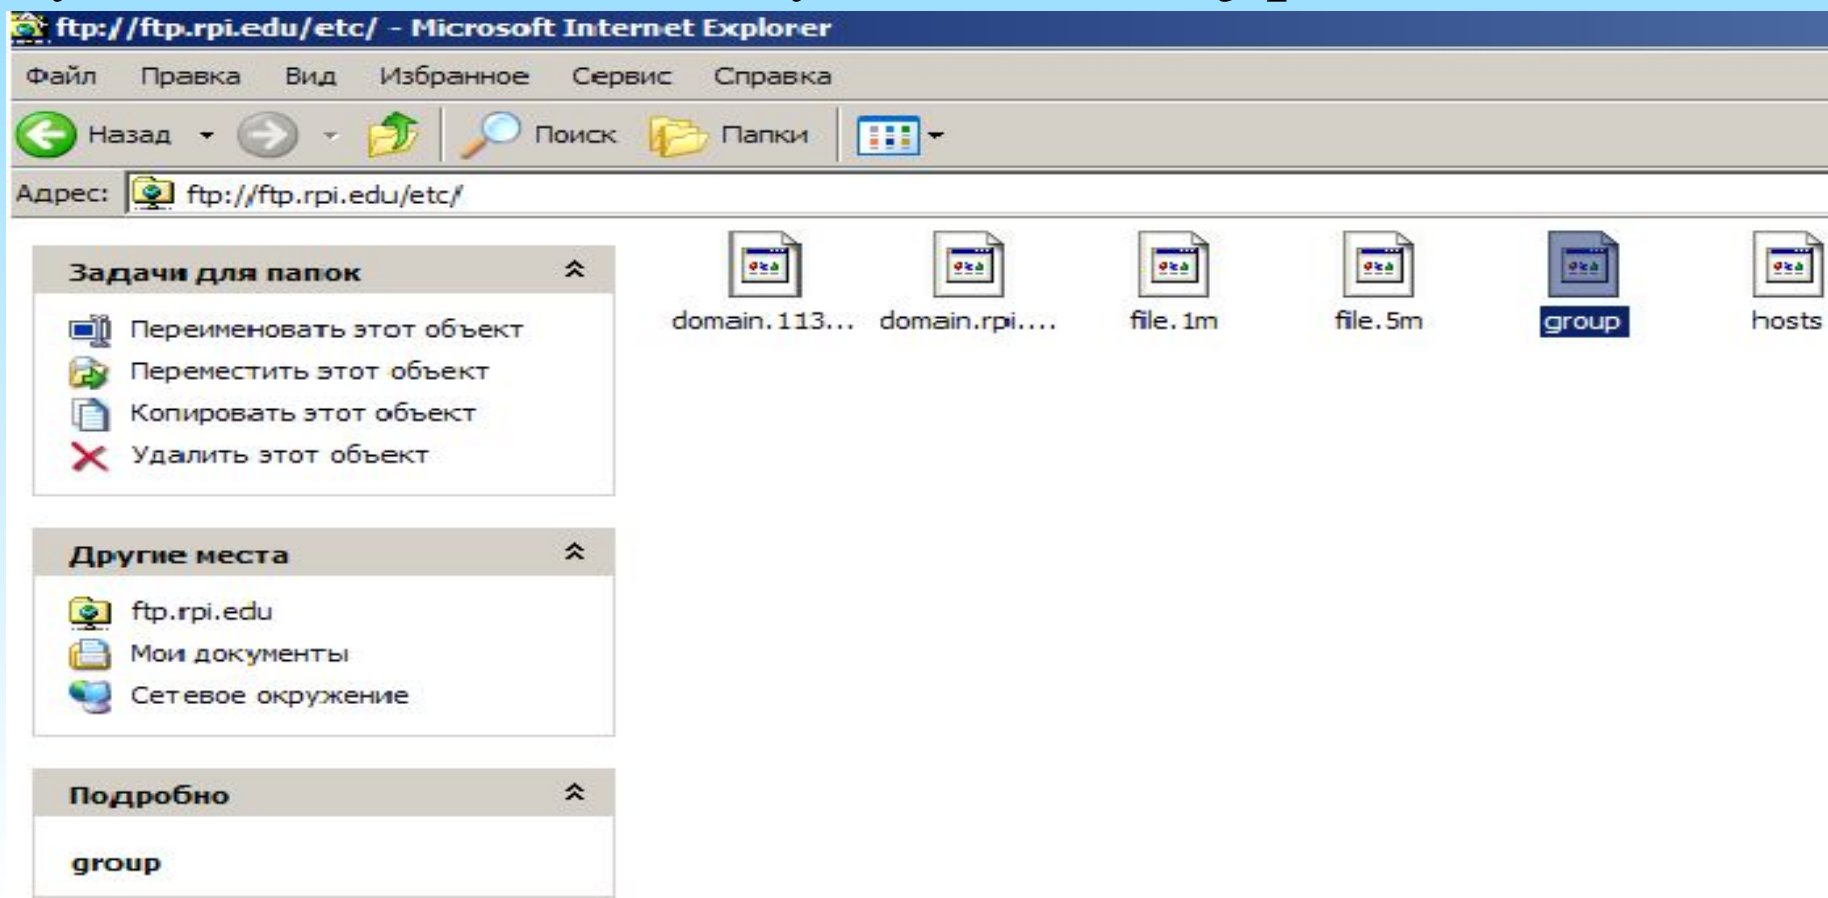 ftp://ftp.rpi.edu/etc/ - Microsoft Internet Explorer
Файл Правка Вид Избранное Сервис Справка
Назад Поиск Папки
Адрес: ftp://ftp.rpi.edu/etc/
Задачи для папок
Переименовать этот объект
Переместить этот объект
Копировать этот объект
Удалить этот объект
Другие места
ftp.rpi.edu
Мои документы
Сетевое окружение
Подробно
group
domain.113... domain.rpi.... file.1m file.5m group hosts